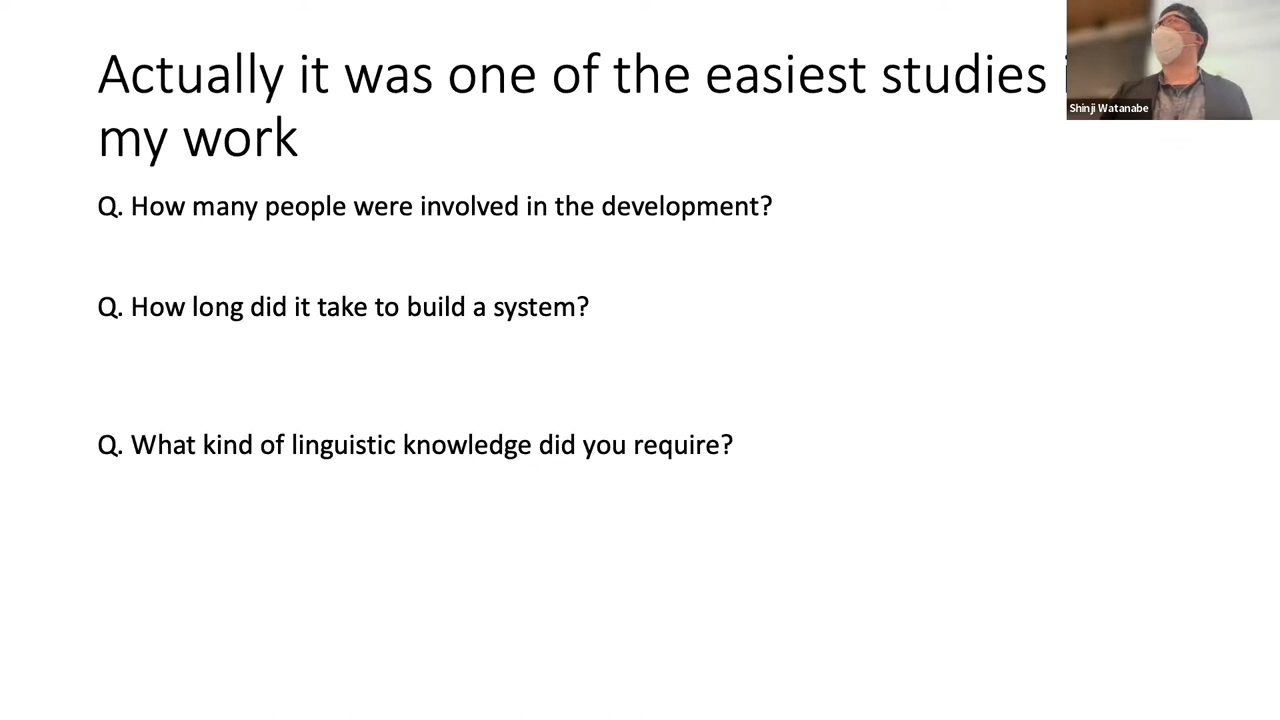 Actually it was one of the easiest studies
my work
Shinji Watanabe
Q. How many people were involved in the development?
Q. How long did it take to build a system?
Q. What kind of linguistic knowledge did you require?